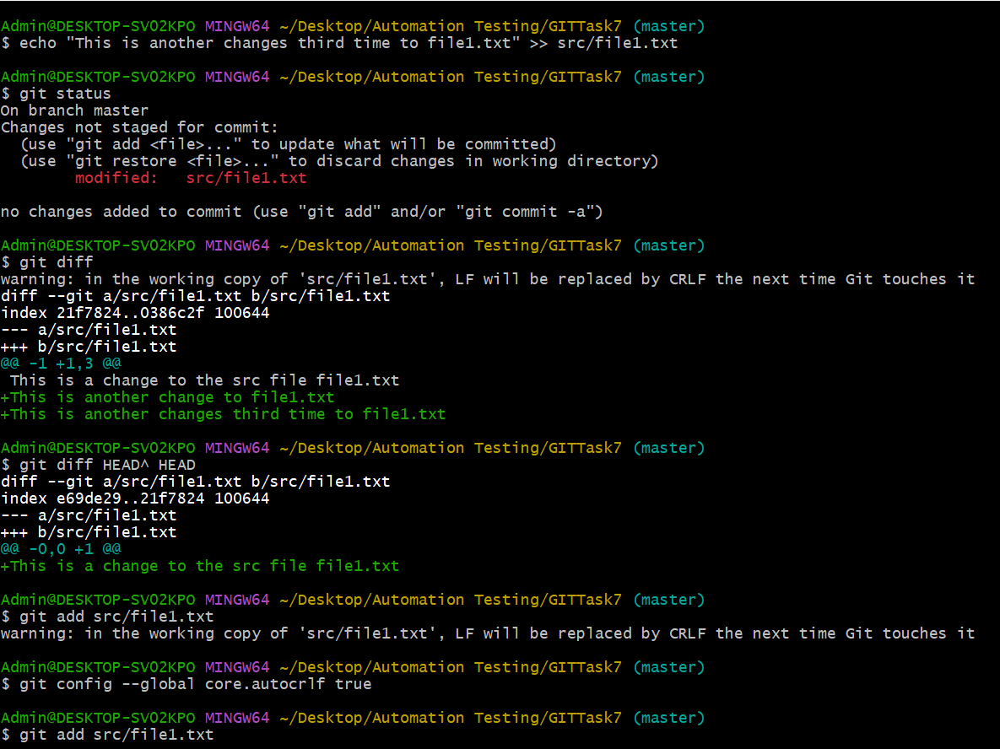 Admin@DESKTOP-SV02KPO MINGW64 ~/Desktop/Automation Testing/GITTask7 (master)
$ echo "This is another changes third time to file1.txt" >> src/file1.txt
Admin@DESKTOP-SV02KPO MINGW64 ~/Desktop/Automation Testing/GITTask7 (master)
$ git status
On branch master
Changes not staged for commit:
  (use "git add <file>..." to update what will be committed)
  (use "git restore <file>..." to discard changes in working directory)
        modified:   src/file1.txt
no changes added to commit (use "git add" and/or "git commit -a")
Admin@DESKTOP-SV02KPO MINGW64 ~/Desktop/Automation Testing/GITTask7 (master)
$ git diff
warning: in the working copy of 'src/file1.txt', LF will be replaced by CRLF the next time Git touches it
diff --git a/src/file1.txt b/src/file1.txt
index 21f7824..0386c2f 100644
--- a/src/file1.txt
+++ b/src/file1.txt
@@ -1 +1,3 @@
 This is a change to the src file file1.txt
+This is another change to file1.txt
+This is another changes third time to file1.txt
Admin@DESKTOP-SV02KPO MINGW64 ~/Desktop/Automation Testing/GITTask7 (master)
$ git diff HEAD^ HEAD
diff --git a/src/file1.txt b/src/file1.txt
index e69de29..21f7824 100644
--- a/src/file1.txt
+++ b/src/file1.txt
@@ -0,0 +1 @@
+This is a change to the src file file1.txt
Admin@DESKTOP-SV02KPO MINGW64 ~/Desktop/Automation Testing/GITTask7 (master)
$ git add src/file1.txt
warning: in the working copy of 'src/file1.txt', LF will be replaced by CRLF the next time Git touches it
Admin@DESKTOP-SV02KPO MINGW64 ~/Desktop/Automation Testing/GITTask7 (master)
$ git config --global core.autocrlf true
Admin@DESKTOP-SV02KPO MINGW64 ~/Desktop/Automation Testing/GITTask7 (master)
$ git add src/file1.txt